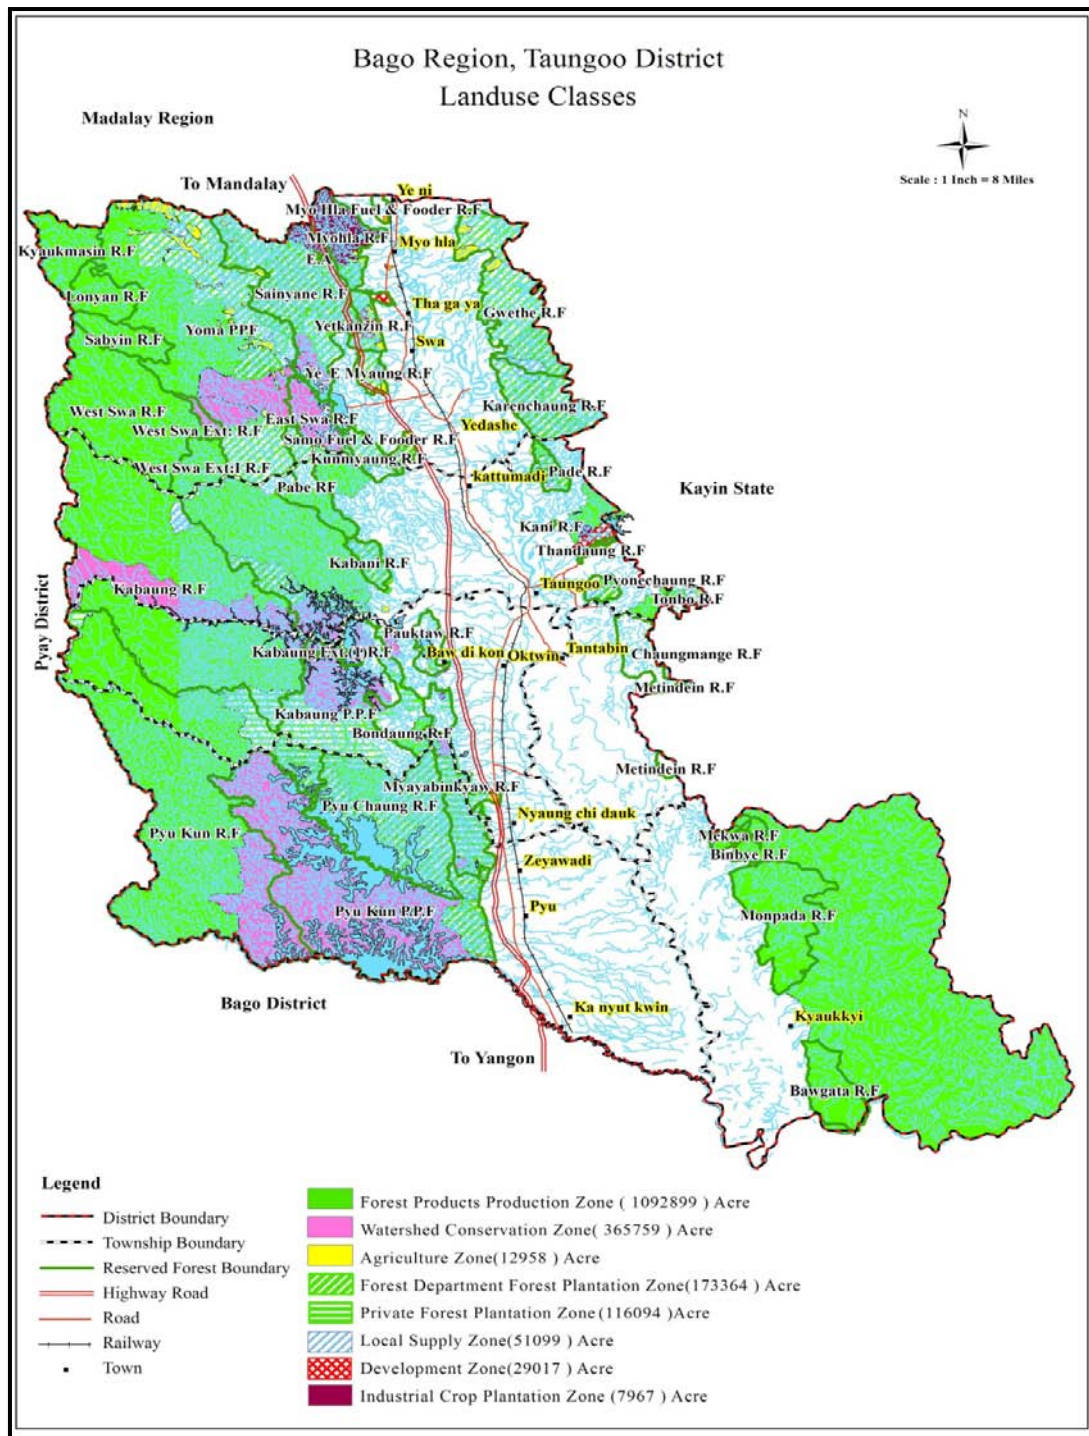 Bago Region, Taungoo District
Landuse Classes
Madalay Region
N
Scale : 1 Inch = 8 Miles
To Mandalay
Ye ni
Myo Hla Fuel & Fooder R.F
Myohla R.F
Myo hla
Kyaukmasin R.F
E.A
Lonyan R.F
Sainyane R.F
Tha ga ya
Gwethe R.F
Yoma PPF
Yetkanzin R.F
Sabyin R.F
Swa
Ye_E Myaung R.F
West Swa R.F
East Swa R.F
Karenchaung R.F
West Swa Ext: R.F
Yedashe
Samo Fuel & Fooder R.F
Kunmyaung R.F
West Swa Ext:I R.F
Pabe RF
kattumadi
Pade R.F
Kayin State
Kani R.F
Thandaung R.F
Kabani R.F
Kabaung R.F
Taungoo
Pyonechaung R.F
Tonbo R.F
Pyay District
Pauktaw R.F
Kabaung Ext.(1)R.F
Baw di kon
Oktwin
Tantabin
Chaungmange R.F
Metindein R.F
Kabaung P.P.F
Bondaung R.F
Metindein R.F
Myayabinkyaw R.F
Pyu Chaung R.F
Nyaung chi dauk
Pyu Kun R.F
Mekwa R.F
Binbye R.F
Zeyawadi
Pyu Kun P.P.F
Pyu
Monpada R.F
Bago District
Ka nyut kwin
Kyaukkyi
To Yangon
Bawgata R.F
Legend
District Boundary
Township Boundary
Reserved Forest Boundary
Highway Road
Road
Railway
Town
Forest Products Production Zone ( 1092899 ) Acre
Watershed Conservation Zone( 365759 ) Acre
Agriculture Zone(12958 ) Acre
Forest Department Forest Plantation Zone(173364 ) Acre
Private Forest Plantation Zone (116094 )Acre
Local Supply Zone(51099 ) Acre
Development Zone(29017 ) Acre
Industrial Crop Plantation Zone (7967 ) Acre